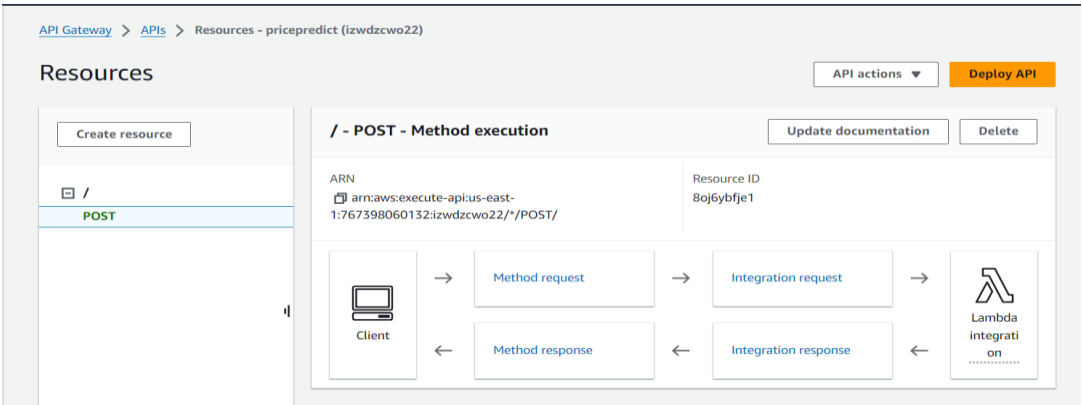 API Gateway > APIs > Resources - pricepredict (izwdzcwo22)
Resources
API actions ▼
Deploy API
Create resource
/
POST
/ - POST - Method execution
Update documentation
Delete
ARN
arn:aws:execute-api:us-east-
1:767398060132:izwdzcwo22/*/POST/
Resource ID
8oj6ybfje1
Client
Method request
Integration request
Method response
Integration response
Lambda
integrati
on